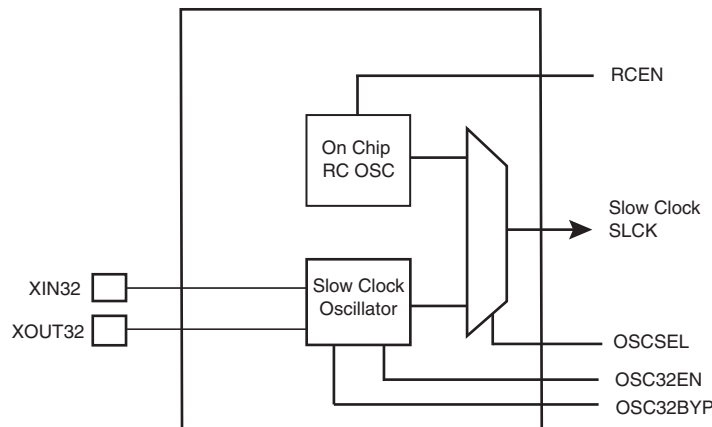 RCEN
On Chip
RC OSC
Slow Clock
SLCK
XIN32
Slow Clock
Oscillator
XOUT32
OSCSEL
OSC32EN
OSC32BYP